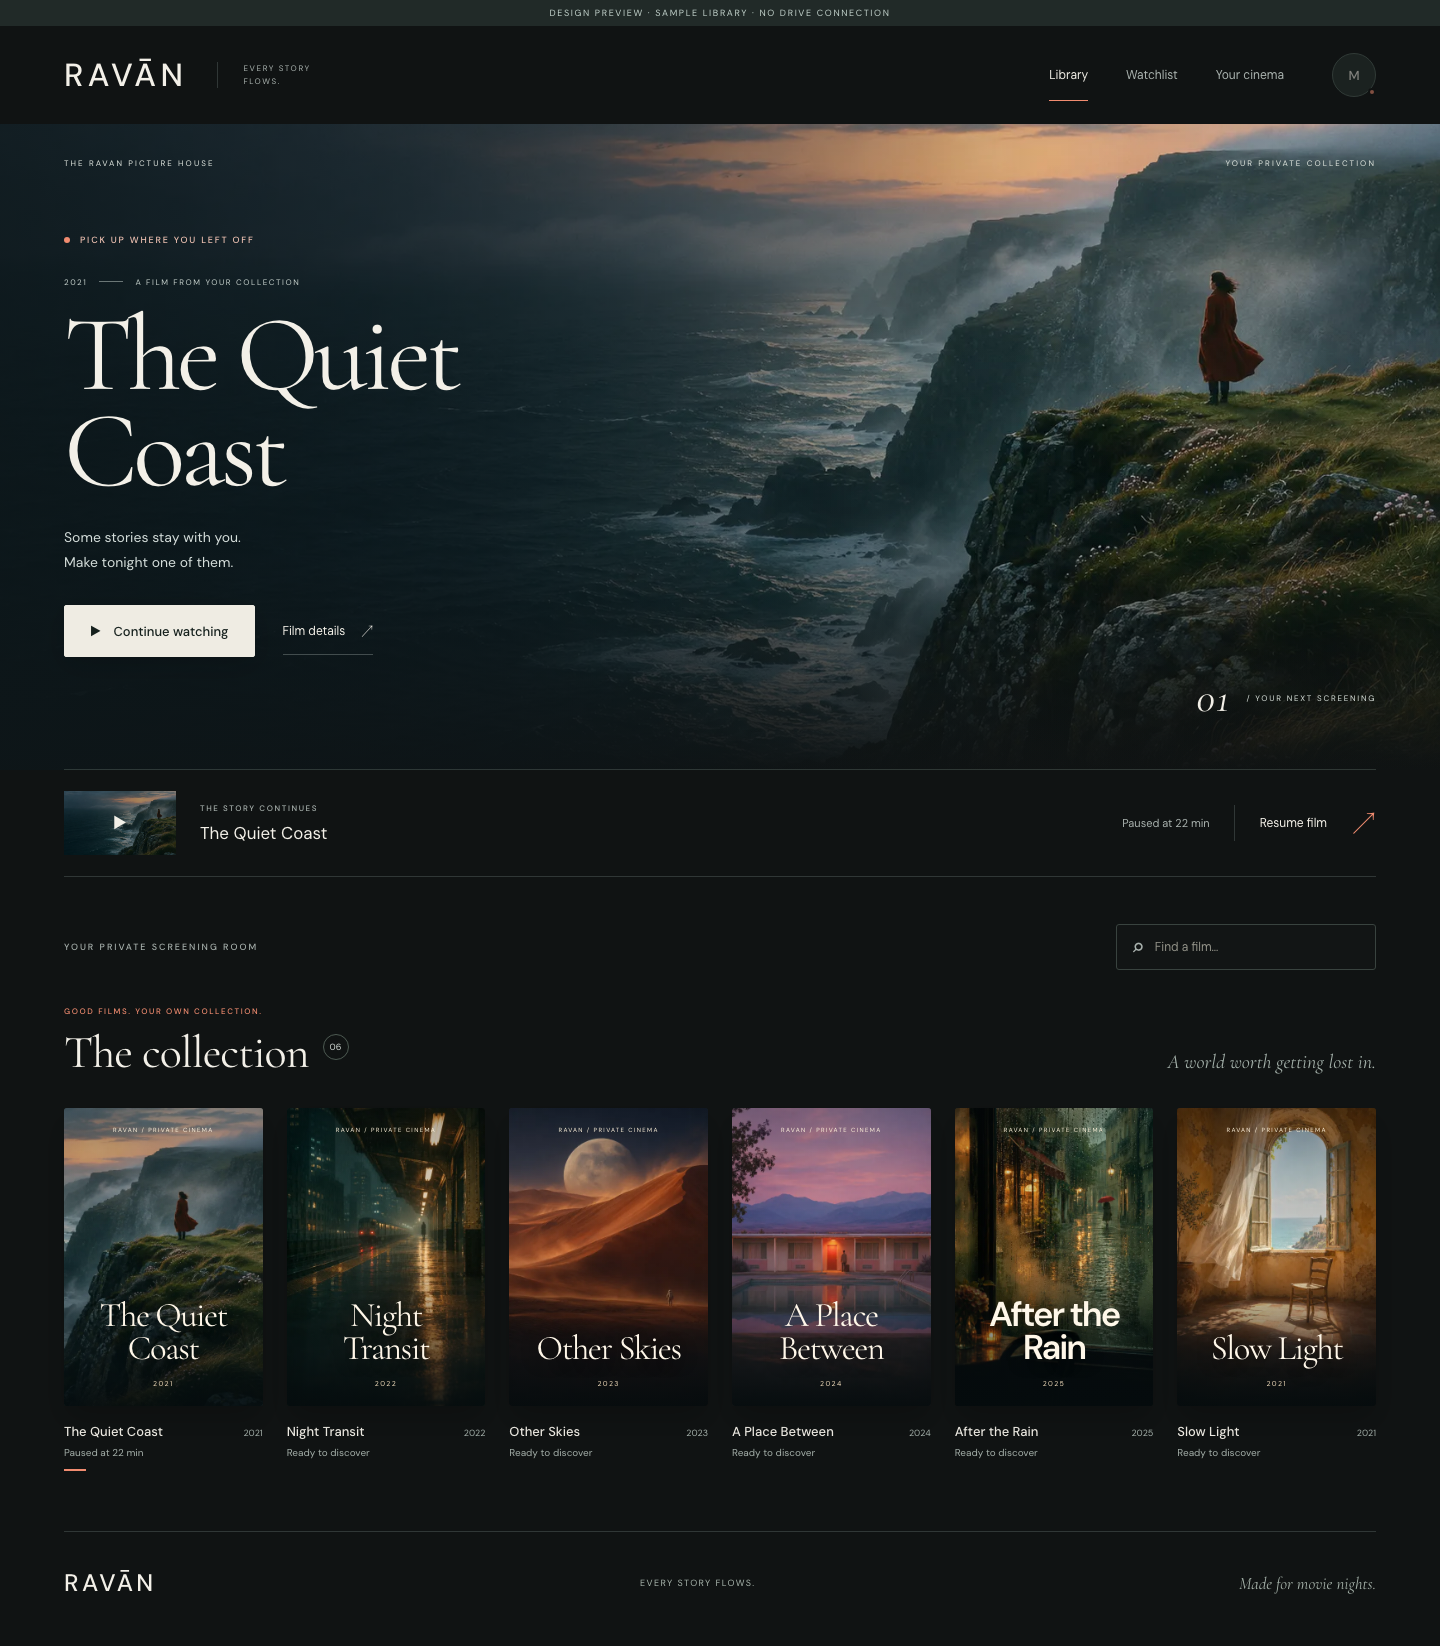 DESIGN PREVIEW · SAMPLE LIBRARY · NO DRIVE CONNECTION
RAVĀN
EVERY STORY
FLOWS.
Library
Watchlist
Your cinema
M
THE RAVAN PICTURE HOUSE
YOUR PRIVATE COLLECTION
PICK UP WHERE YOU LEFT OFF
2021 — A FILM FROM YOUR COLLECTION
The Quiet
Coast
Some stories stay with you.
Make tonight one of them.
Continue watching
Film details
01 / YOUR NEXT SCREENING
THE STORY CONTINUES
The Quiet Coast
Paused at 22 min
Resume film
YOUR PRIVATE SCREENING ROOM
Find a film…
GOOD FILMS. YOUR OWN COLLECTION.
The collection 06
A world worth getting lost in.
RAVAN / PRIVATE CINEMA
The Quiet
Coast
2021
The Quiet Coast 2021
Paused at 22 min
RAVAN / PRIVATE CINEMA
Night
Transit
2022
Night Transit 2022
Ready to discover
RAVAN / PRIVATE CINEMA
Other Skies
2023
Other Skies 2023
Ready to discover
RAVAN / PRIVATE CINEMA
A Place
Between
2024
A Place Between 2024
Ready to discover
RAVAN / PRIVATE CINEMA
After the
Rain
2025
After the Rain 2025
Ready to discover
RAVAN / PRIVATE CINEMA
Slow Light
2021
Slow Light 2021
Ready to discover
RAVĀN
EVERY STORY FLOWS.
Made for movie nights.